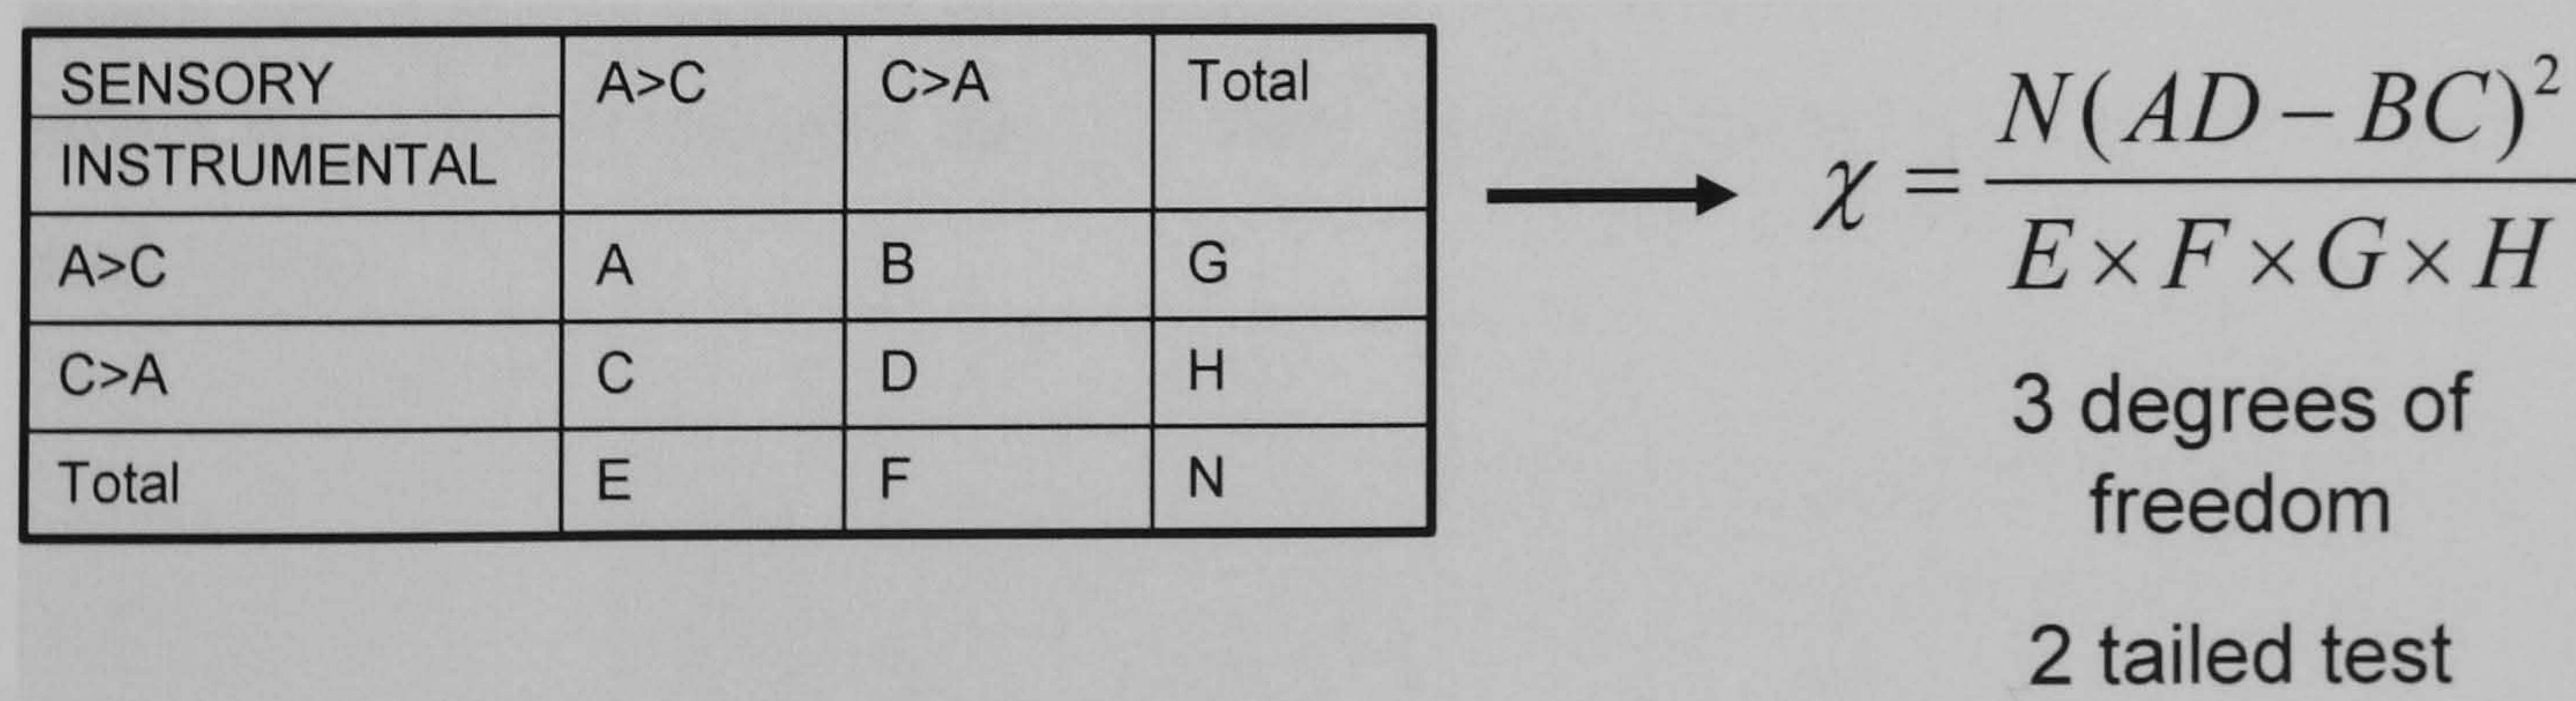 SENSORY A>C C>A Total
INSTRUMENTAL
A>C A B G
C>A C D H
Total E F N
χ = N(AD − BC)² / E × F × G × H
3 degrees of
freedom
2 tailed test